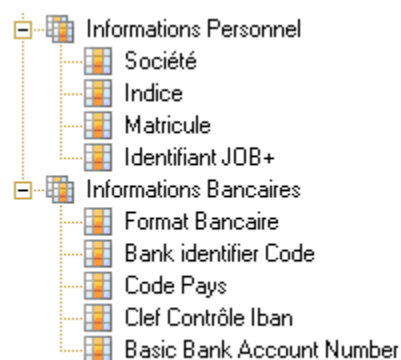 Informations Personnel
Société
Indice
Matricule
Identifiant JOB+
Informations Bancaires
Format Bancaire
Bank identifier Code
Code Pays
Clef Contrôle Iban
Basic Bank Account Number